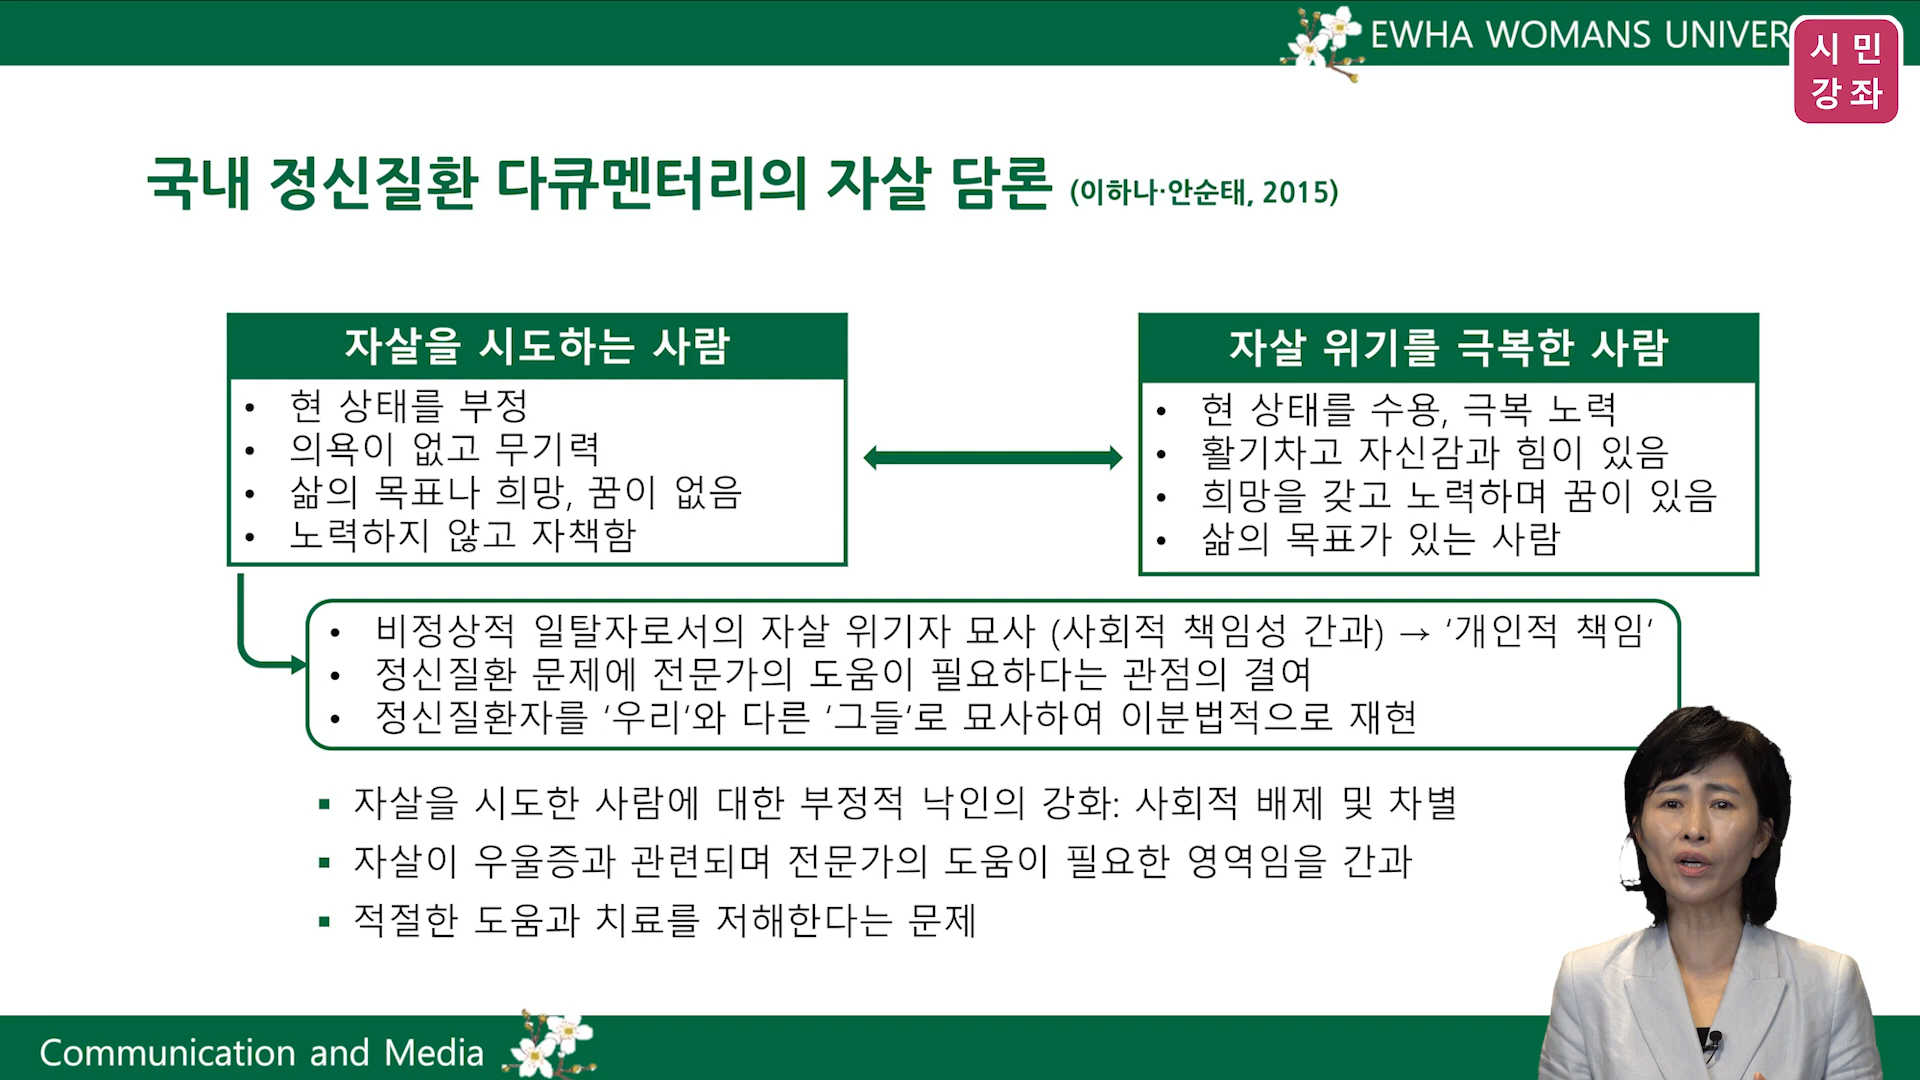 EWHA WOMANS UNIVER
시민
강좌
국내 정신질환 다큐멘터리의 자살 담론 (이하나·안순태, 2015)
자살을 시도하는 사람
• 현 상태를 부정
• 의욕이 없고 무기력
• 삶의 목표나 희망, 꿈이 없음
• 노력하지 않고 자책함
자살 위기를 극복한 사람
• 현 상태를 수용, 극복 노력
• 활기차고 자신감과 힘이 있음
• 희망을 갖고 노력하며 꿈이 있음
• 삶의 목표가 있는 사람
• 비정상적 일탈자로서의 자살 위기자 묘사 (사회적 책임성 간과) → ‘개인적 책임’
• 정신질환 문제에 전문가의 도움이 필요하다는 관점의 결여
• 정신질환자를 ‘우리’와 다른 ‘그들’로 묘사하여 이분법적으로 재현
▪ 자살을 시도한 사람에 대한 부정적 낙인의 강화: 사회적 배제 및 차별
▪ 자살이 우울증과 관련되며 전문가의 도움이 필요한 영역임을 간과
▪ 적절한 도움과 치료를 저해한다는 문제
Communication and Media